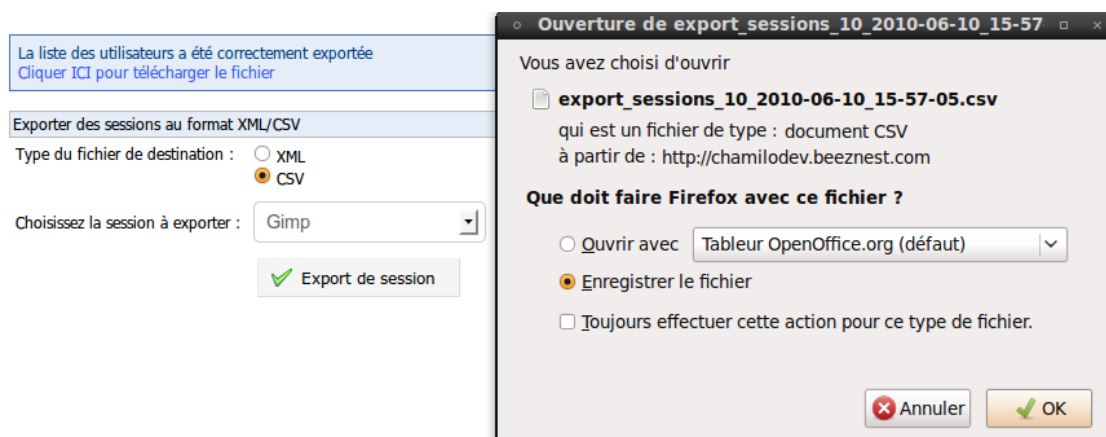 La liste des utilisateurs a été correctement exportée
Cliquer ICI pour télécharger le fichier
Exporter des sessions au format XML/CSV
Type du fichier de destination :
XML
CSV
Choisissez la session à exporter :
Gimp
Export de session
Ouverture de export_sessions_10_2010-06-10_15-57
Vous avez choisi d'ouvrir
export_sessions_10_2010-06-10_15-57-05.csv
qui est un fichier de type : document CSV
à partir de : http://chamilodev.beeznest.com
Que doit faire Firefox avec ce fichier ?
Ouvrir avec
Tableur OpenOffice.org (défaut)
Enregistrer le fichier
Toujours effectuer cette action pour ce type de fichier.
Annuler
OK